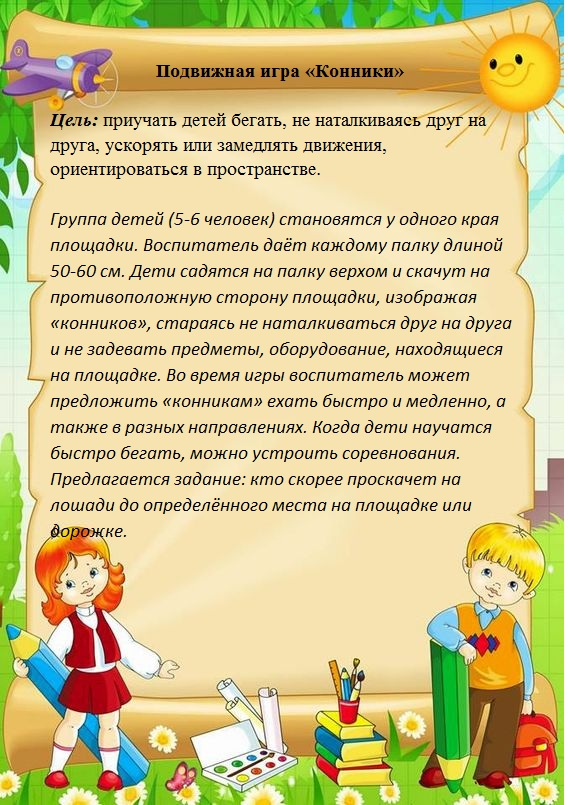 Подвижная игра «Конники»
Цель: приучать детей бегать, не наталкиваясь друг на
друга, ускорять или замедлять движения,
ориентироваться в пространстве.
Группа детей (5-6 человек) становятся у одного края
площадки. Воспитатель даёт каждому палку длиной
50-60 см. Дети садятся на палку верхом и скачут на
противоположную сторону площадки, изображая
«конников», стараясь не наталкиваться друг на друга
и не задевать предметы, оборудование, находящиеся
на площадке. Во время игры воспитатель может
предложить «конникам» ехать быстро и медленно, а
также в разных направлениях. Когда дети научатся
быстро бегать, можно устроить соревнования.
Предлагается задание: кто скорее проскачет на
лошади до определённого места на площадке или
дорожке.